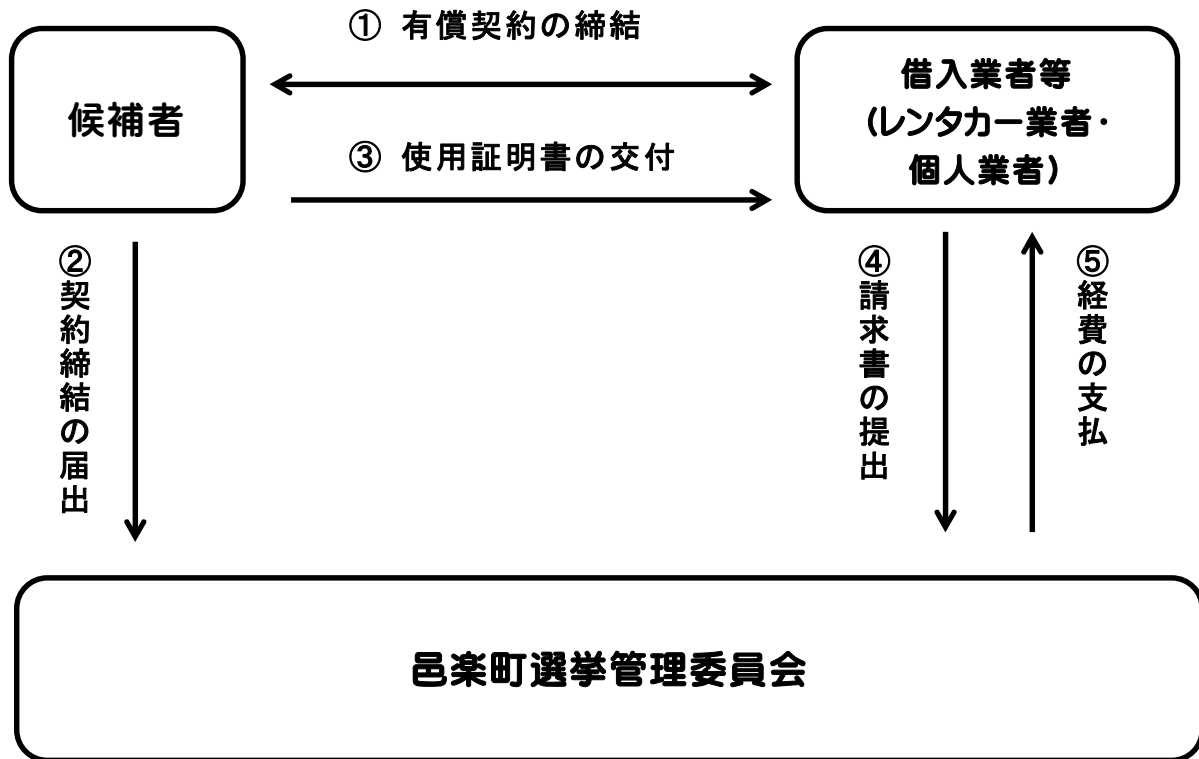 ① 有償契約の締結
候補者
借入業者等
(レンタカー業者・
個人業者)
③ 使用証明書の交付
②契約締結の届出
④請求書の提出
⑤経費の支払
邑楽町選挙管理委員会